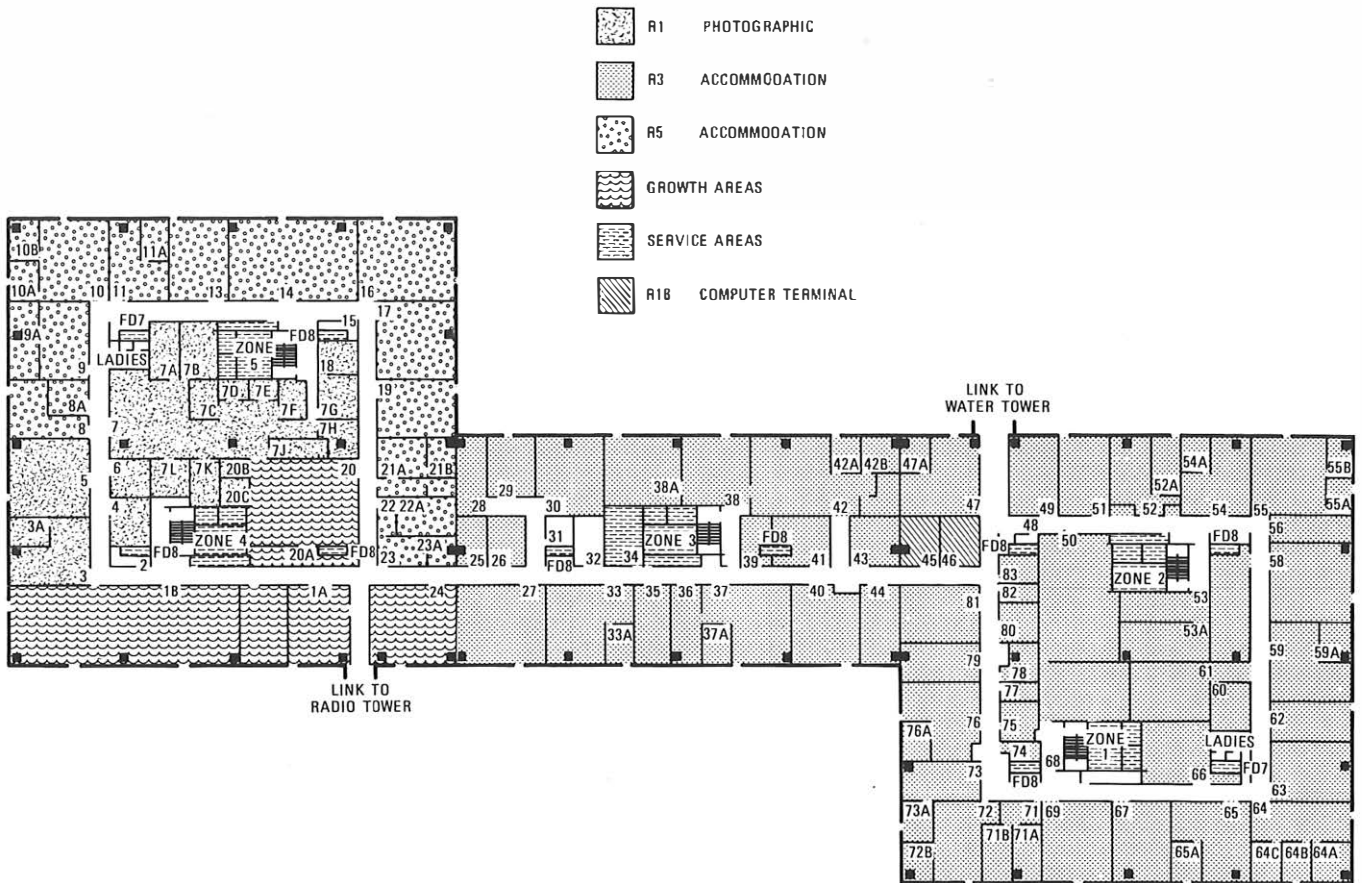 R1 PHOTOGRAPHIC
R3 ACCOMMODATION
R5 ACCOMMODATION
GROWTH AREAS
SERVICE AREAS
R1B COMPUTER TERMINAL
10B
11A
10A 10 11 13 14 16
17
FD7 15
9A
LADIES ZONE FD8
5
9 7A 7B 18
7D 7E 19
8A 7C 7F 7G
8 7 7H
7J
6 7L 7K 20B 20 21A 21B
5
20C
4 22 22A
3A
ZONE 4 23A
FD8 20A FD8
3 2 23
1B 1A 24
LINK TO
RADIO TOWER
LINK TO
WATER TOWER
42A 42B 47A
29 38A
28 30 38 42 47
31 FD8
25 26 32 34 ZONE 3 39 41 43 45 46
FD8
27 33 35 36 37 40 44
33A 37A
81
79
76
76A
73
73A 72 71 69 67 65 64
72B 71B 71A 65A 64C 64B 64A
54A 55B
52A
55A
49 51 52 54 55
48 56
FD8 50 FD8
58
83 ZONE 2
82
53
80 53A
59 59A
78 61
77 60
75 62
ZONE LADIES
74 1
68 FD7
FD8 66
63